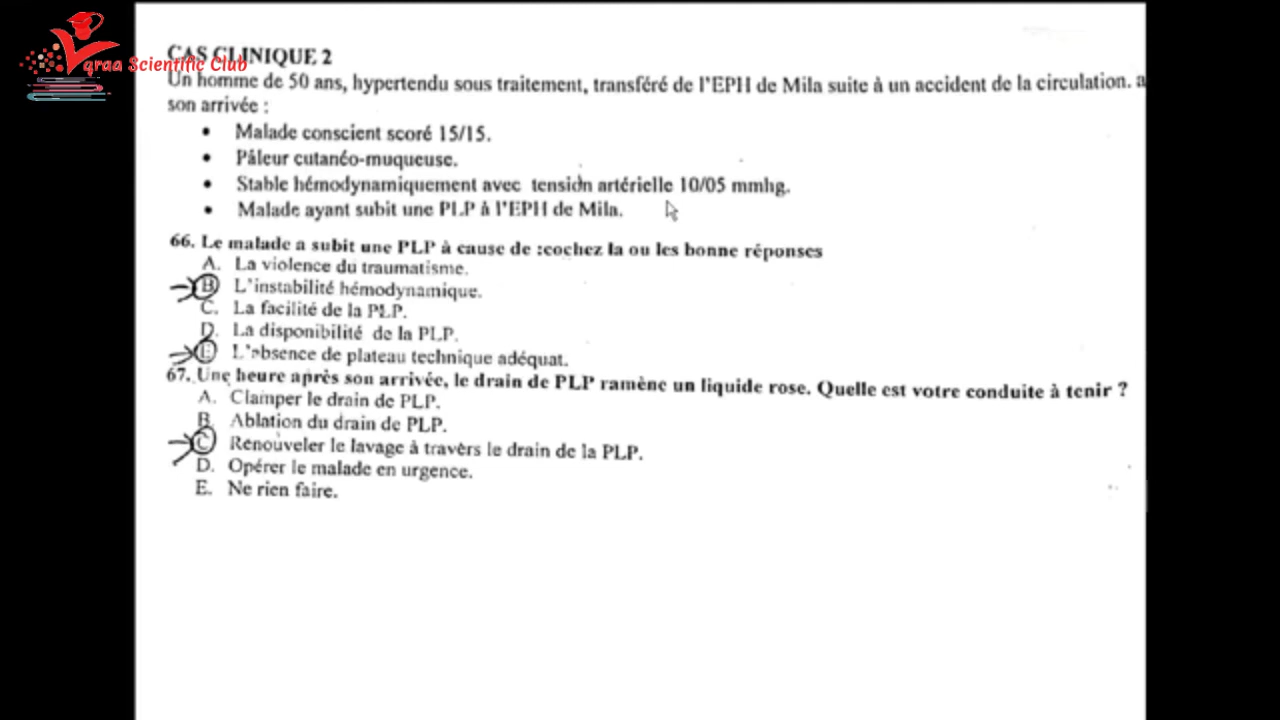 CAS CLINIQUE 2
qraa Scientific Club
Un homme de 50 ans, hypertendu sous traitement, transféré de l'EPH de Mila suite à un accident de la circulation. a
son arrivée :
• Malade conscient scoré 15/15.
• Pâleur cutanéo-muqueuse.
• Stable hémodynamiquement avec tension artérielle 10/05 mmhg.
• Malade ayant subit une PLP à l'EPH de Mila.
66. Le malade a subit une PLP à cause de :cochez la ou les bonne réponses
A. La violence du traumatisme.
B L'instabilité hémodynamique.
C. La facilité de la PLP.
D. La disponibilité de la PLP.
E L'absence de plateau technique adéquat.
67. Une heure après son arrivée, le drain de PLP ramène un liquide rose. Quelle est votre conduite à tenir ?
A. Clamper le drain de PLP.
B. Ablation du drain de PLP.
C Renouveler le lavage à travers le drain de la PLP.
D. Opérer le malade en urgence.
E. Ne rien faire.